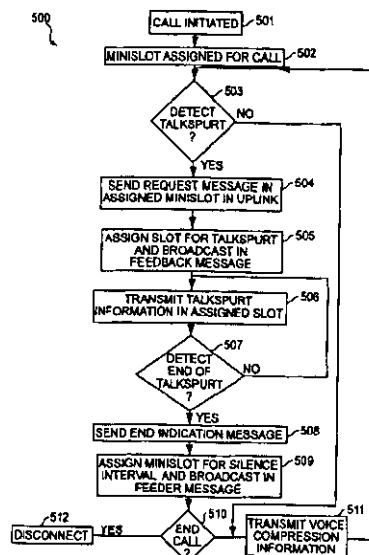 500
CALL INITIATED
501
MINISLOT ASSIGNED FOR CALL
502
503
DETECT
TALKSPURT
?
NO
YES
SEND REQUEST MESSAGE IN
ASSIGNED MINISLOT IN UPLINK
504
ASSIGN SLOT FOR TALKSPURT
AND BROADCAST IN
FEEDBACK MESSAGE
505
TRANSMIT TALKSPURT
INFORMATION IN ASSIGNED SLOT
506
507
DETECT
END OF
TALKSPURT
?
NO
YES
SEND END INDICATION MESSAGE
508
ASSIGN MINISLOT FOR SILENCE
INTERVAL AND BROADCAST IN
FEEDER MESSAGE
509
510
END
CALL
?
YES
512
DISCONNECT
511
TRANSMIT VOICE
COMPRESSION
INFORMATION